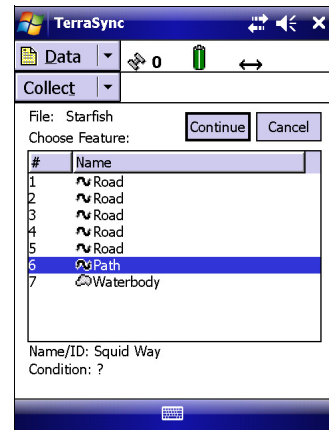 TerraSync
Data 0
Collect
File: Starfish
Choose Feature:
Continue Cancel
# Name
1 Road
2 Road
3 Road
4 Road
5 Road
6 Path
7 Waterbody
Name/ID: Squid Way
Condition: ?